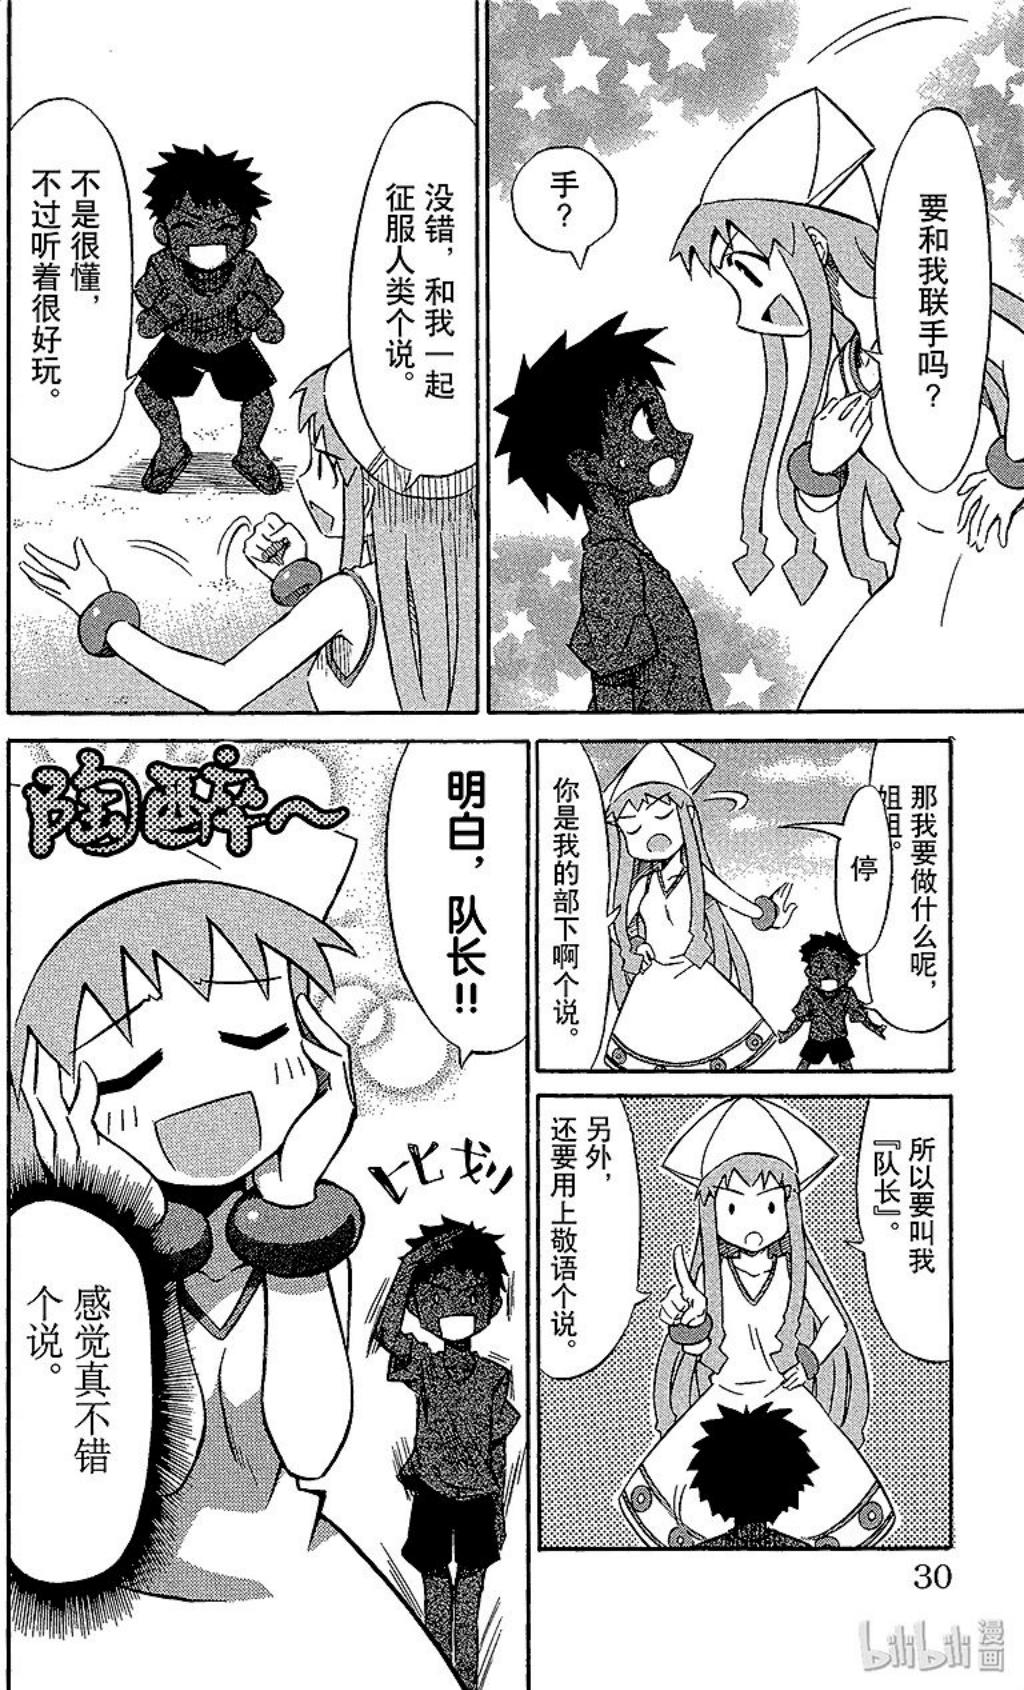 要和我联手吗？
手？
没错，和我一起
征服人类个说。
不是很懂，
不过听着很好玩。
那我要做什么呢，
姐姐。
停
你是我的部下啊个说。
所以要叫我
『队长』。
另外，
还要用上敬语个说。
明白，队长!!
陶醉～
比划
感觉真不错
个说。
30
bilibili漫画